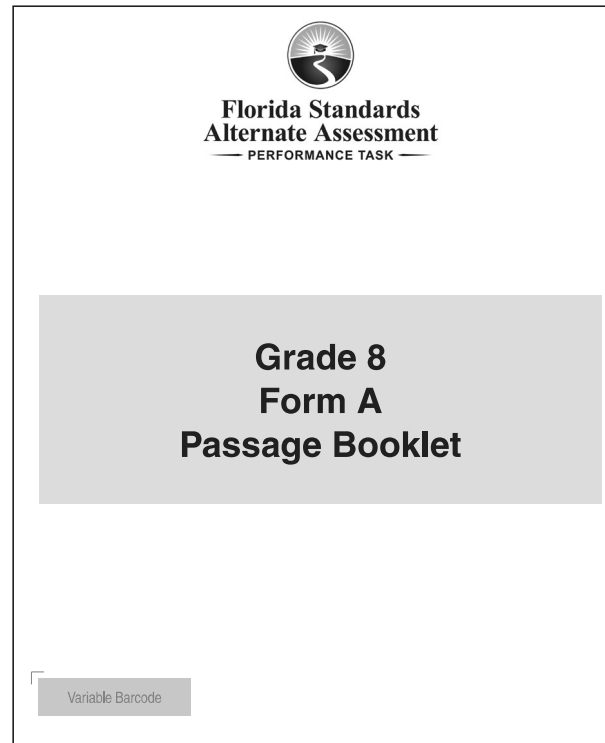 Florida Standards
Alternate Assessment
PERFORMANCE TASK
Grade 8
Form A
Passage Booklet
Variable Barcode